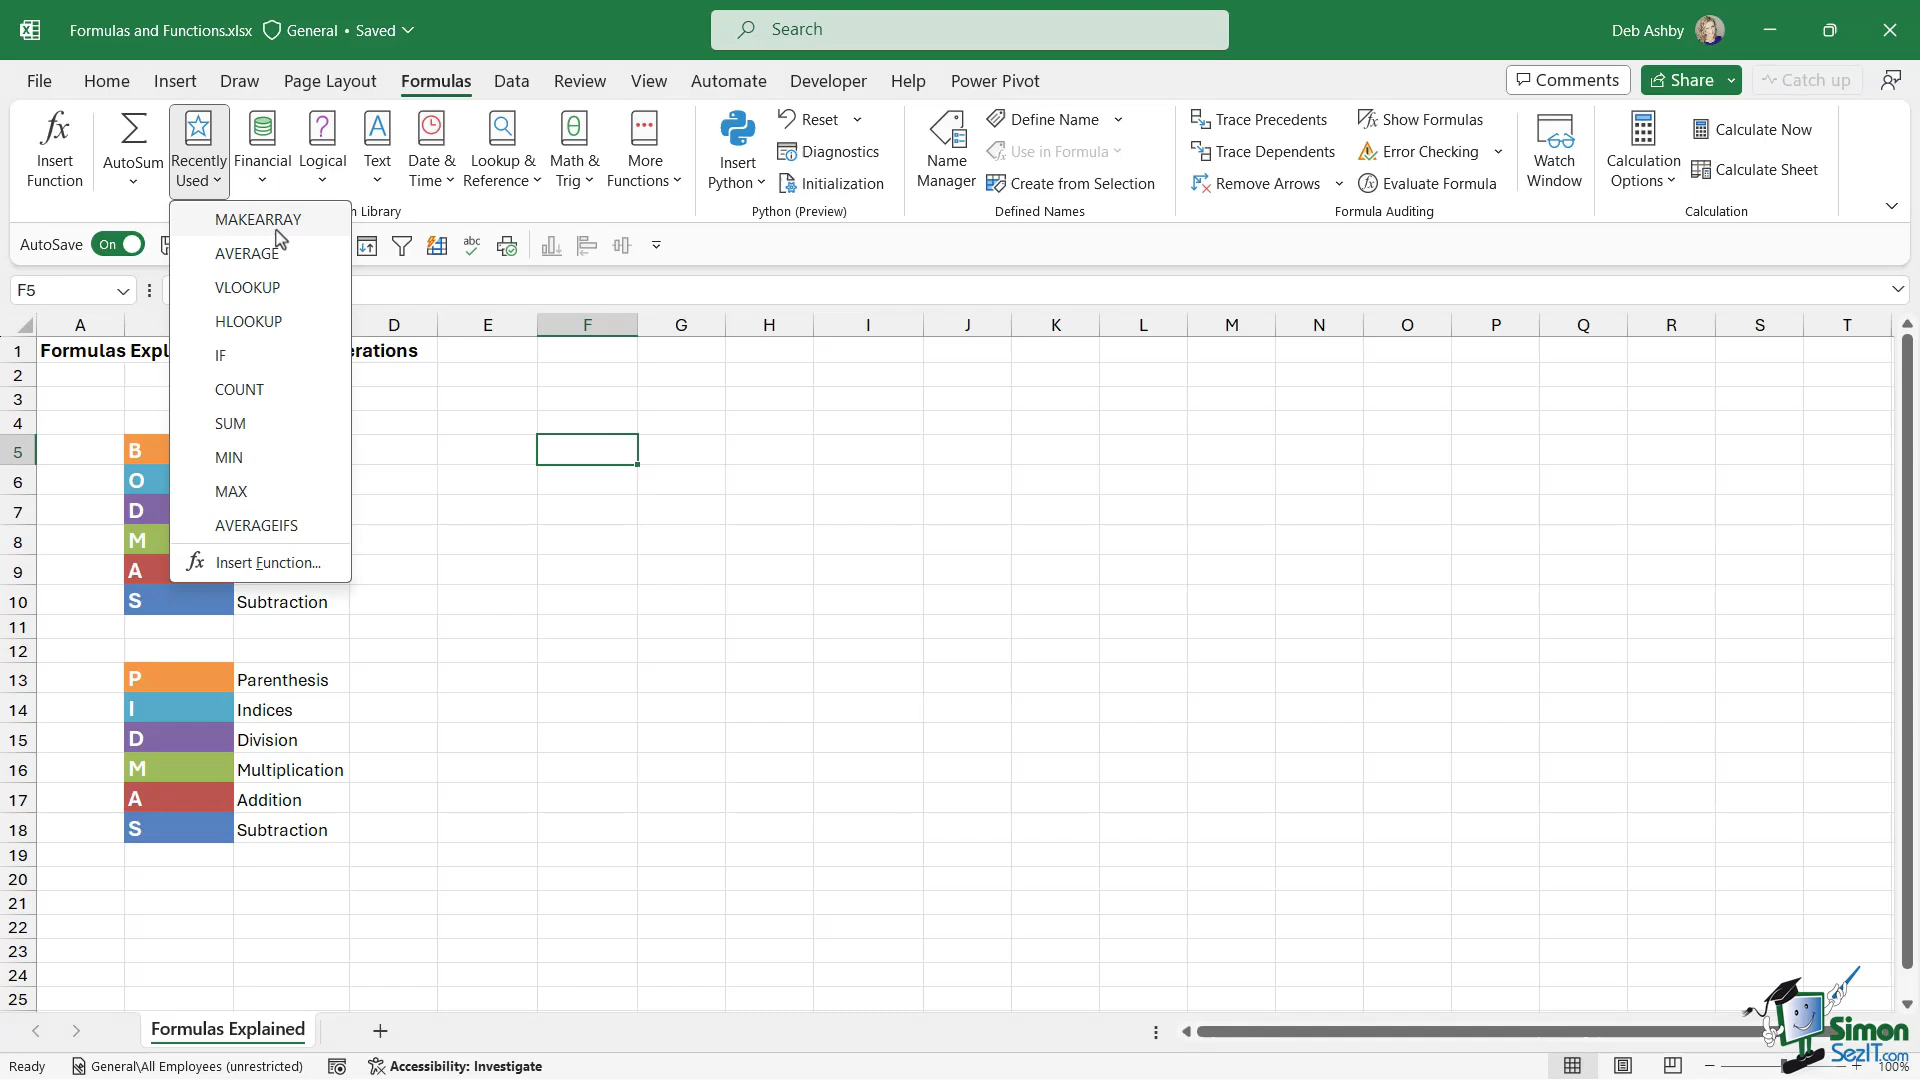 Formulas and Functions.xlsx General • Saved
Search
Deb Ashby
File Home Insert Draw Page Layout Formulas Data Review View Automate Developer Help Power Pivot
Comments Share Catch up
Insert Function
AutoSum
Recently Used
Financial
Logical
Text
Date & Time
Lookup & Reference
Math & Trig
More Functions
n Library
Insert Python
Reset
Diagnostics
Initialization
Python (Preview)
Name Manager
Define Name
Use in Formula
Create from Selection
Defined Names
Trace Precedents
Trace Dependents
Remove Arrows
Show Formulas
Error Checking
Evaluate Formula
Formula Auditing
Watch Window
Calculation Options
Calculate Now
Calculate Sheet
Calculation
AutoSave On
abc
MAKEARRAY
AVERAGE
VLOOKUP
HLOOKUP
IF
COUNT
SUM
MIN
MAX
AVERAGEIFS
fx Insert Function...
F5
A D E F G H I J K L M N O P Q R S T
1 Formulas Expl erations
2
3
4
5 B
6 O
7 D
8 M
9 A
10 S Subtraction
11
12
13 P Parenthesis
14 I Indices
15 D Division
16 M Multiplication
17 A Addition
18 S Subtraction
19
20
21
22
23
24
25
Formulas Explained
Ready General\All Employees (unrestricted) Accessibility: Investigate
100%
Simon
SezIT.com